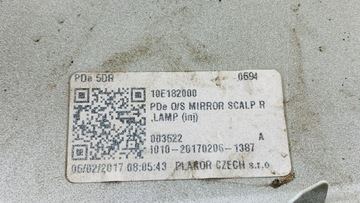 PDe 5DR 0694
10E182000
PDe O/S MIRROR SCALP R
.LAMP (inj)
003522 A
I010-20170206-1387
06/02/2017 08:05:43 PLAKOR CZECH s.r.o